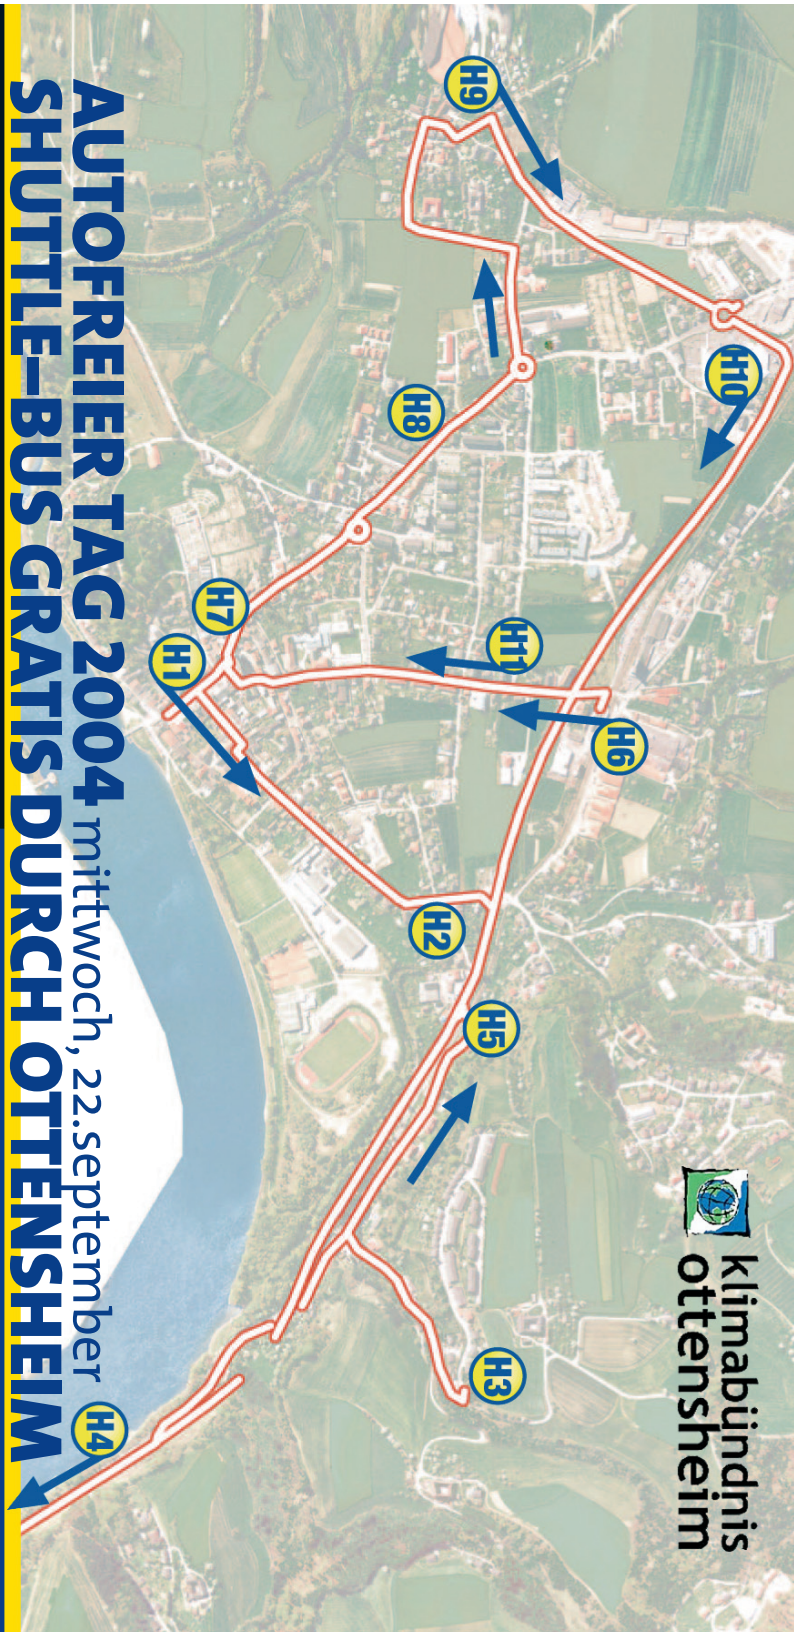 klimabündnis
ottensheim
H9
H10
H8
H7
H1
H11
H6
H2
H5
H3
H4
AUTOFREIER TAG 2004 mittwoch, 22.september
SHUTTLE-BUS GRATIS DURCH OTTENSHEIM